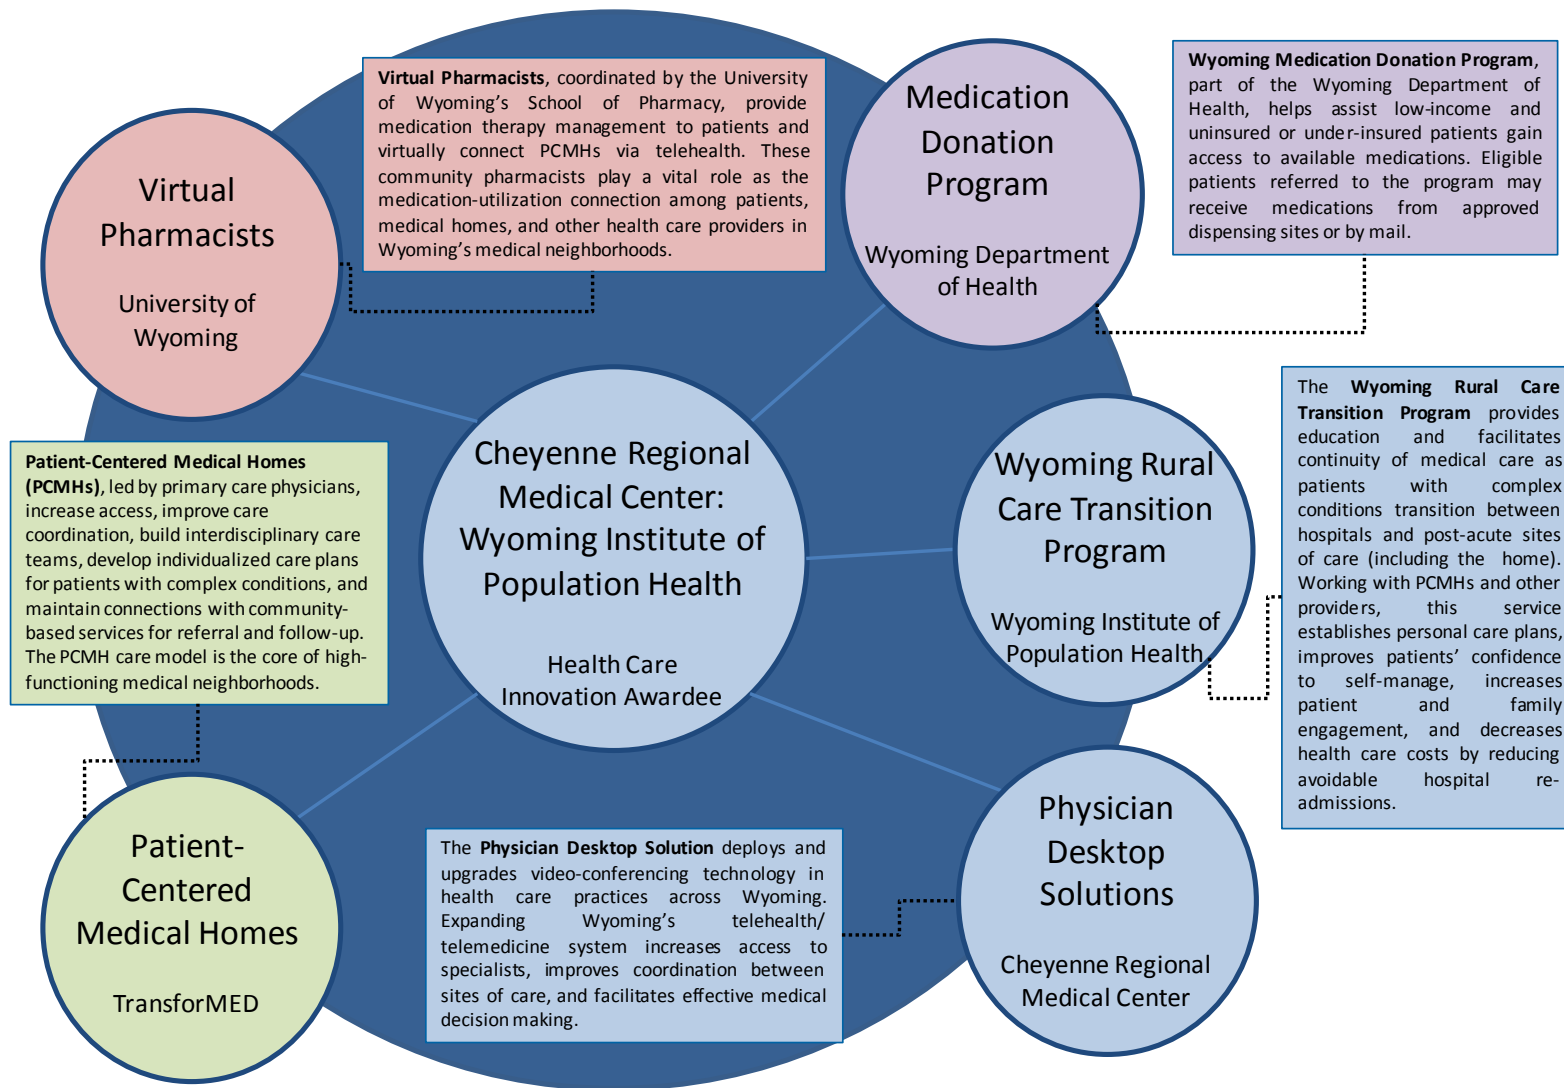 Virtual
Pharmacists
University of
Wyoming
Virtual Pharmacists, coordinated by the University
of Wyoming's School of Pharmacy, provide
medication therapy management to patients and
virtually connect PCMHs via telehealth. These
community pharmacists play a vital role as the
medication-utilization connection among patients,
medical homes, and other health care providers in
Wyoming's medical neighborhoods.
Medication
Donation
Program
Wyoming Department
of Health
Wyoming Medication Donation Program,
part of the Wyoming Department of
Health, helps assist low-income and
uninsured or under-insured patients gain
access to available medications. Eligible
patients referred to the program may
receive medications from approved
dispensing sites or by mail.
Patient-Centered Medical Homes
(PCMHs), led by primary care physicians,
increase access, improve care
coordination, build interdisciplinary care
teams, develop individualized care plans
for patients with complex conditions, and
maintain connections with community-
based services for referral and follow-up.
The PCMH care model is the core of high-
functioning medical neighborhoods.
Cheyenne Regional
Medical Center:
Wyoming Institute of
Population Health
Health Care
Innovation Awardee
Wyoming Rural
Care Transition
Program
Wyoming Institute of
Population Health
The Wyoming Rural Care
Transition Program provides
education and facilitates
continuity of medical care as
patients with complex
conditions transition between
hospitals and post-acute sites
of care (including the home).
Working with PCMHs and other
providers, this service
establishes personal care plans,
improves patients' confidence
to self-manage, increases
patient and family
engagement, and decreases
health care costs by reducing
avoidable hospital re-
admissions.
Patient-
Centered
Medical Homes
TransforMED
The Physician Desktop Solution deploys and
upgrades video-conferencing technology in
health care practices across Wyoming.
Expanding Wyoming's telehealth/
telemedicine system increases access to
specialists, improves coordination between
sites of care, and facilitates effective medical
decision making.
Physician
Desktop
Solutions
Cheyenne Regional
Medical Center